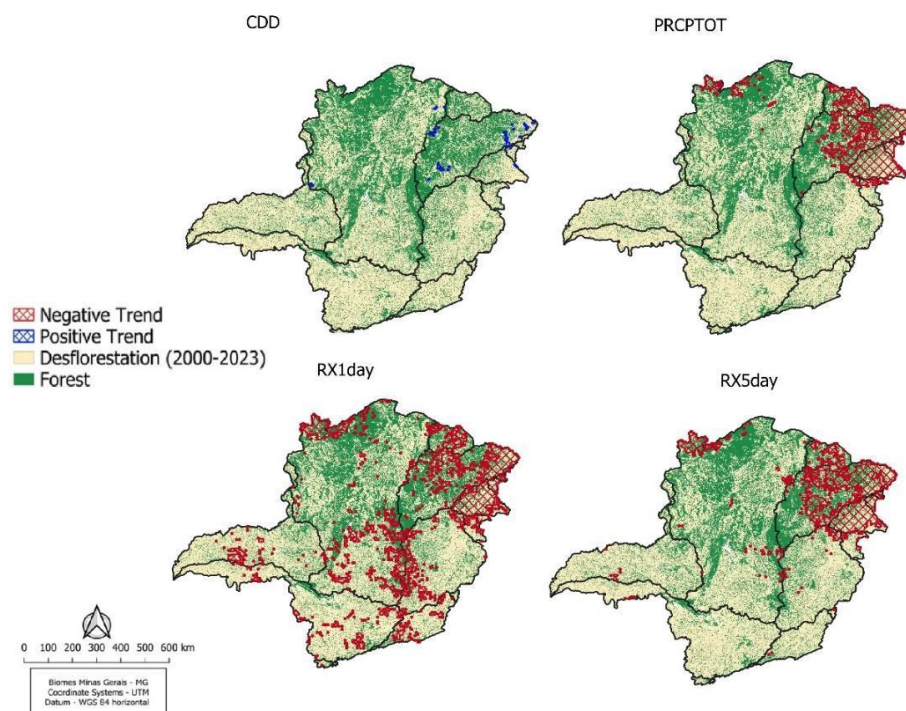 CDD
PRCPTOT
Negative Trend
Positive Trend
Desflorestation (2000-2023)
Forest
RX1day
RX5day
0 100 200 300 400 500 600 km
Biomes Minas Gerais - MG
Coordinate Systems - UTM
Datum - WGS 84 horizontal